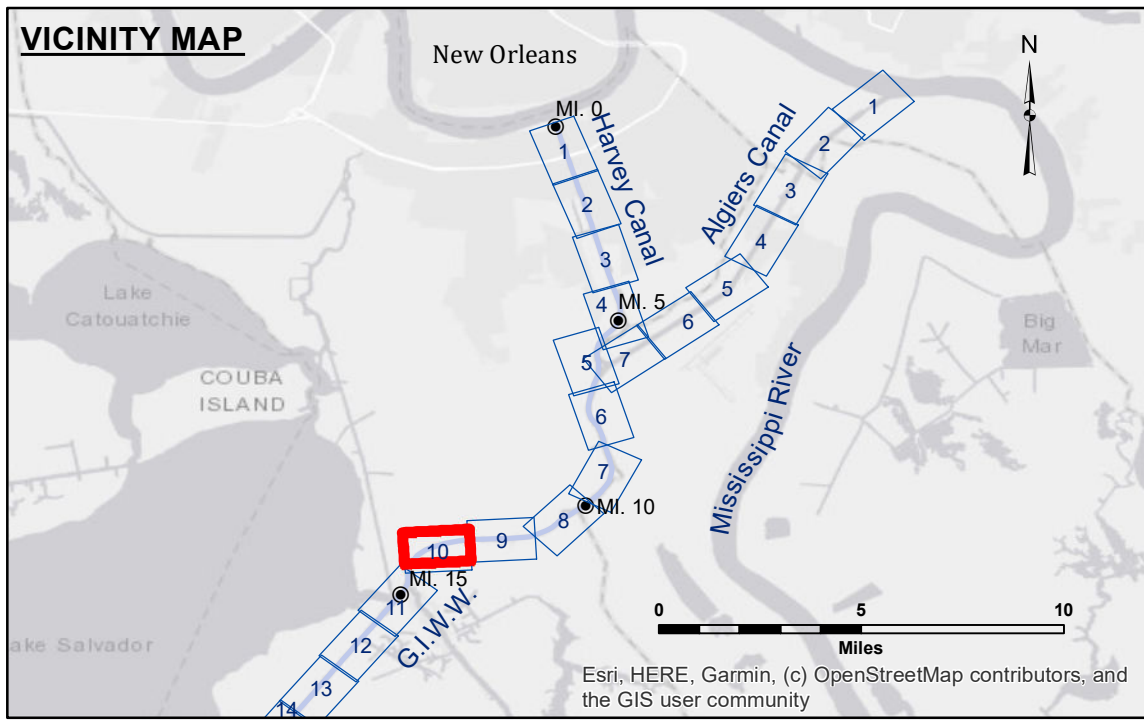 VICINITY MAP
New Orleans
N
MI. 0
Harvey Canal
Algiers Canal
1
2
3
4
5
6
7
1
2
3
4
MI. 5
5
6
7
8
MI. 10
9
10
MI. 15
11
12
13
14
G.I.W.W.
Lake
Catouatchie
COUBA
ISLAND
Big
Mar
Mississippi River
ake Salvador
0
5
10
Miles
Esri, HERE, Garmin, (c) OpenStreetMap contributors, and
the GIS user community